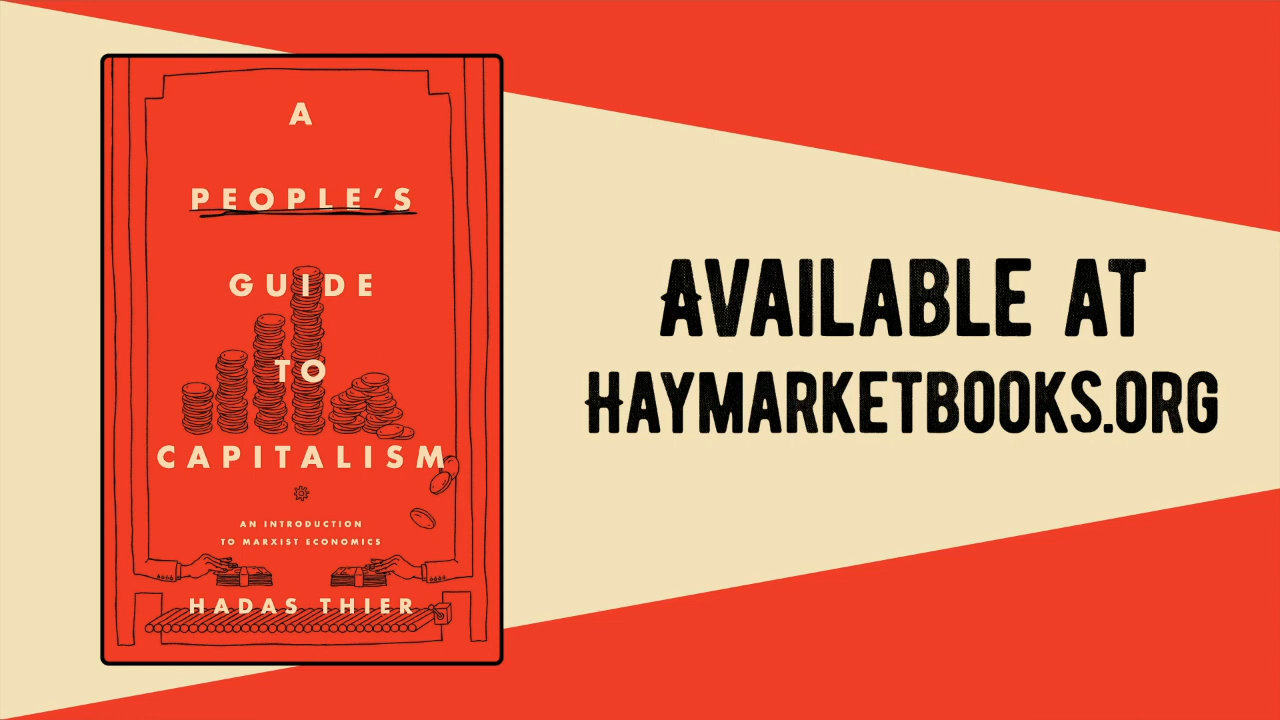 A
PEOPLE'S
GUIDE
TO
CAPITALISM
AN INTRODUCTION
TO MARXIST ECONOMICS
HADAS THIER
AVAILABLE AT
HAYMARKETBOOKS.ORG